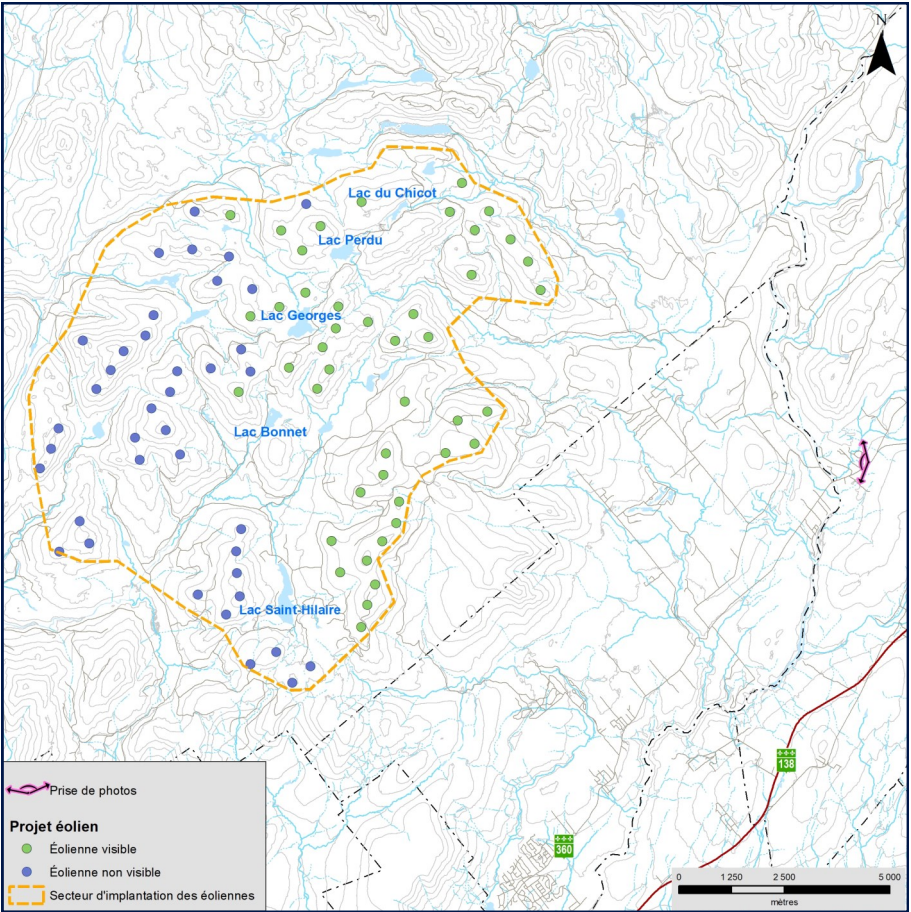 N
Lac du Chicot
Lac Perdu
Lac Georges
Lac Bonnet
Lac Saint-Hilaire
138
360
Prise de photos
Projet éolien
Éolienne visible
Éolienne non visible
Secteur d'implantation des éoliennes
0 1 250 2 500 5 000
mètres